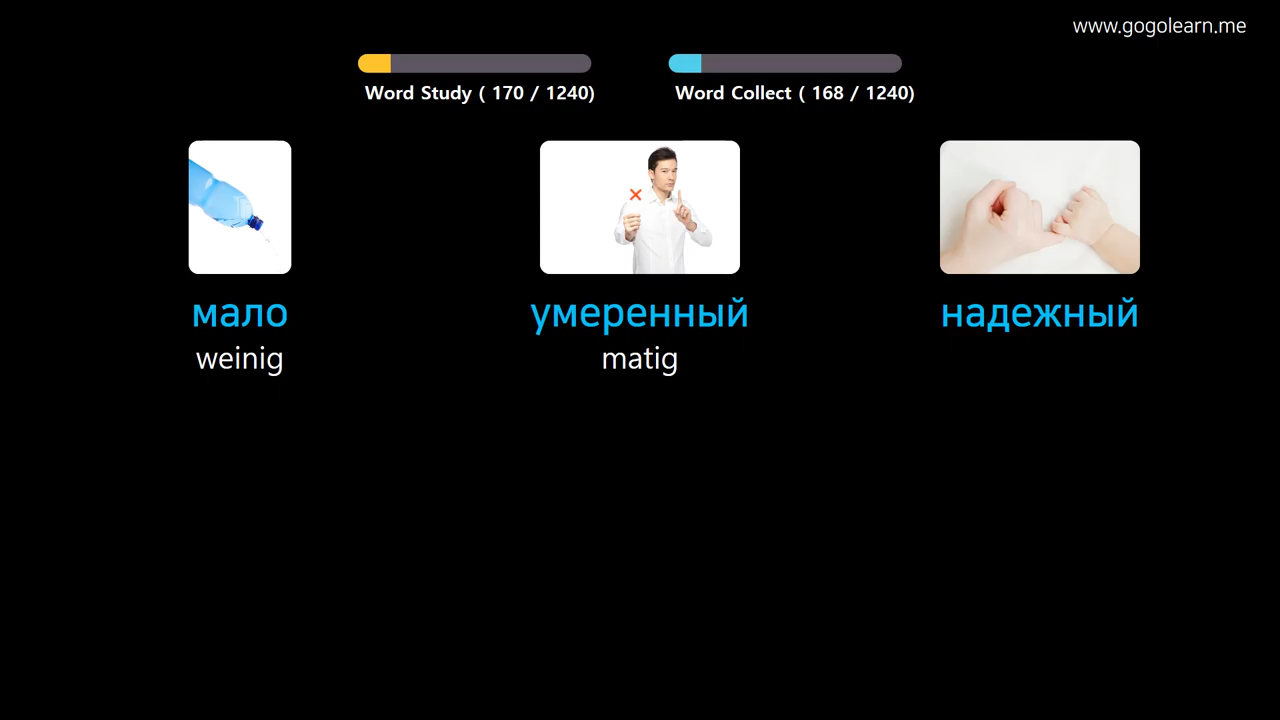 www.gogolearn.me
Word Study ( 170 / 1240)
Word Collect ( 168 / 1240)
мало
умеренный
надежный
weinig
matig